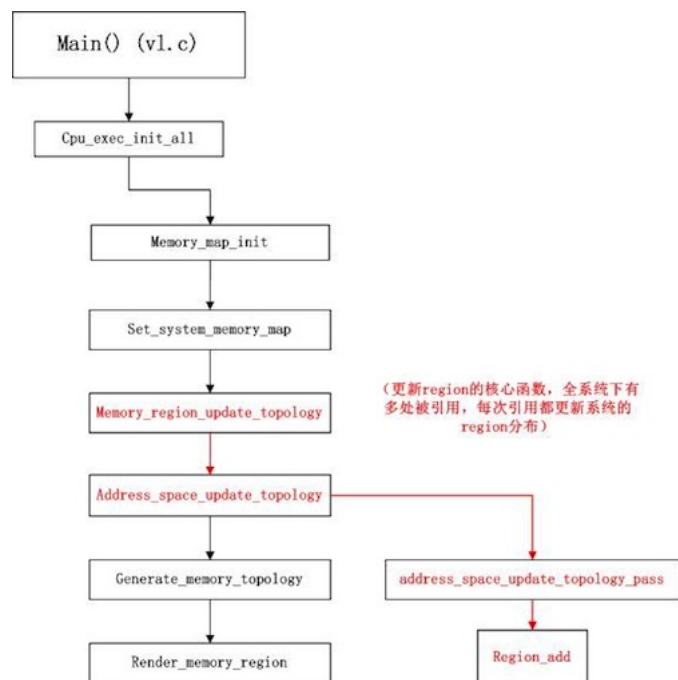 Main() (vl.c)
Cpu_exec_init_all
Memory_map_init
Set_system_memory_map
Memory_region_update_topology
（更新region的核心函数，全系统下有
多处被引用，每次引用都更新系统的
region分布）
Address_space_update_topology
Generate_memory_topology
address_space_update_topology_pass
Render_memory_region
Region_add